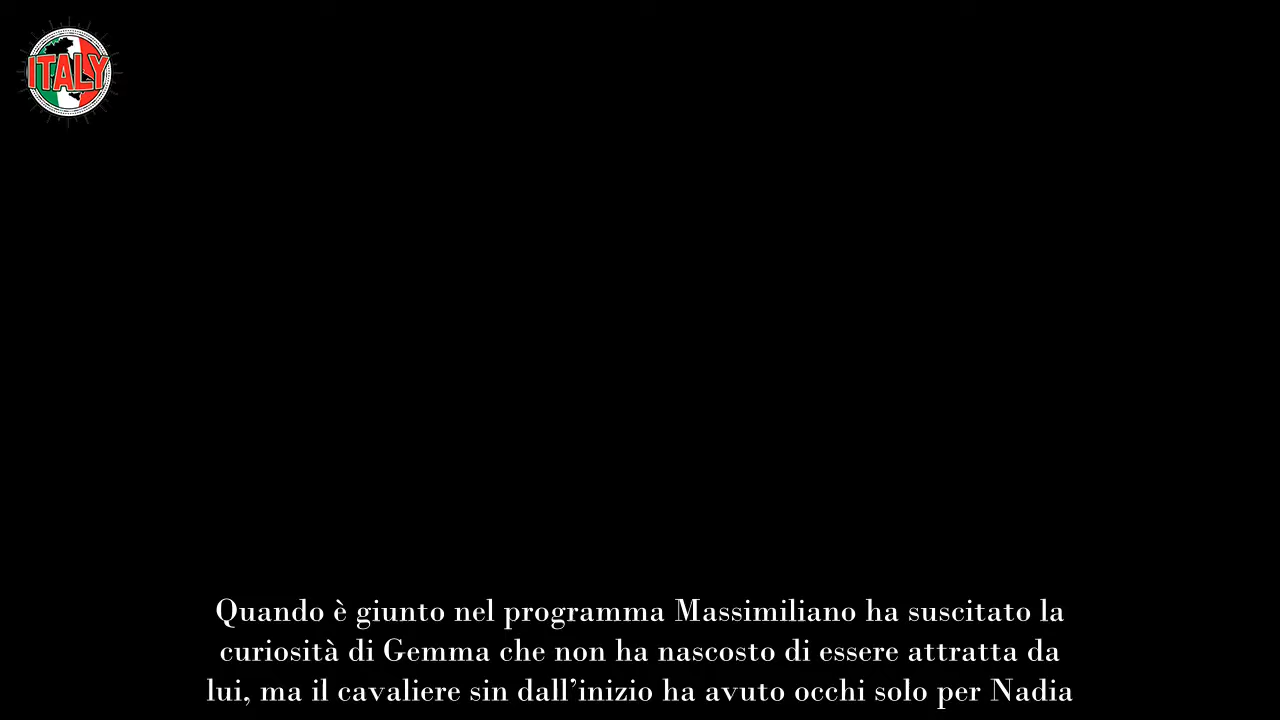 ITALY
Quando è giunto nel programma Massimiliano ha suscitato la
curiosità di Gemma che non ha nascosto di essere attratta da
lui, ma il cavaliere sin dall’inizio ha avuto occhi solo per Nadia